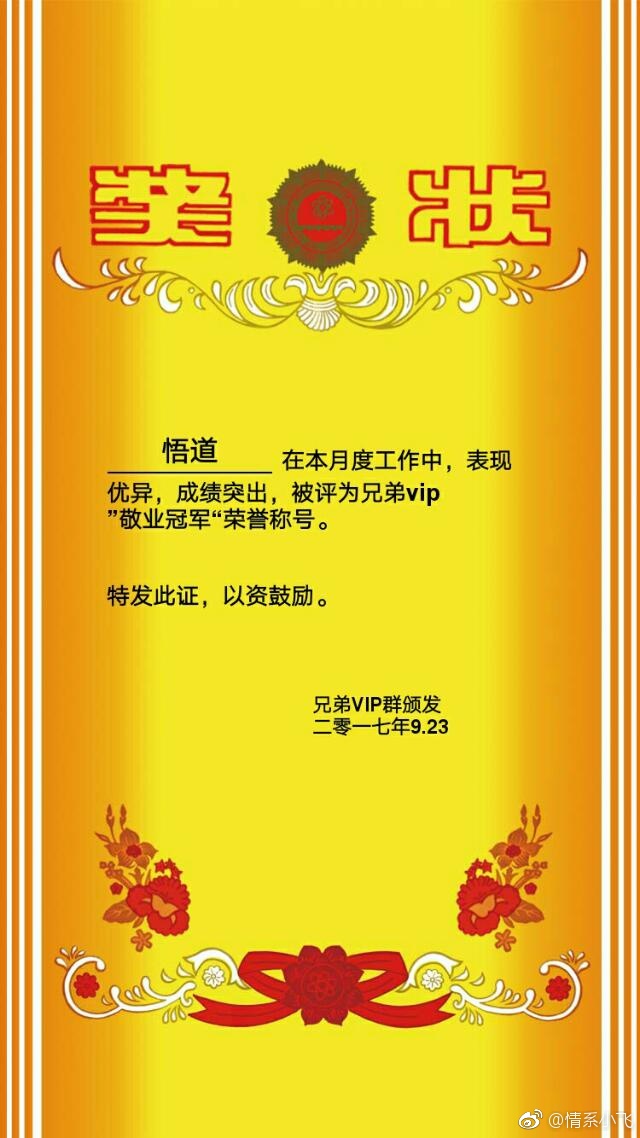 奖状
悟道 在本月度工作中，表现
优异，成绩突出，被评为兄弟vip
”敬业冠军“荣誉称号。
特发此证，以资鼓励。
兄弟VIP群颁发
二零一七年9.23
@情系小飞